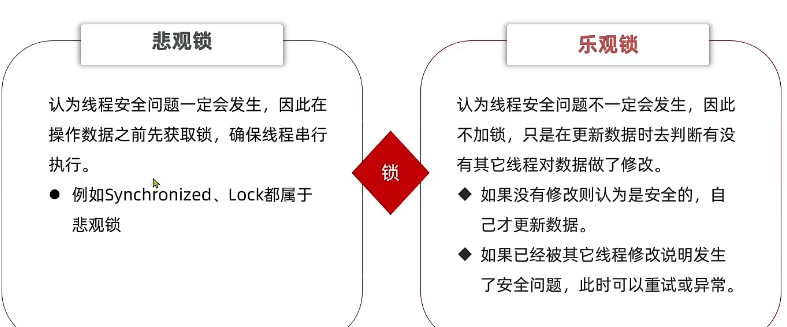 悲观锁
认为线程安全问题一定会发生，因此在
操作数据之前先获取锁，确保线程串行
执行。
● 例如Synchronized、Lock都属于
悲观锁
锁
乐观锁
认为线程安全问题不一定会发生，因此
不加锁，只是在更新数据时去判断有没
有其它线程对数据做了修改。
◆ 如果没有修改则认为是安全的，自
己才更新数据。
◆ 如果已经被其它线程修改说明发生
了安全问题，此时可以重试或异常。